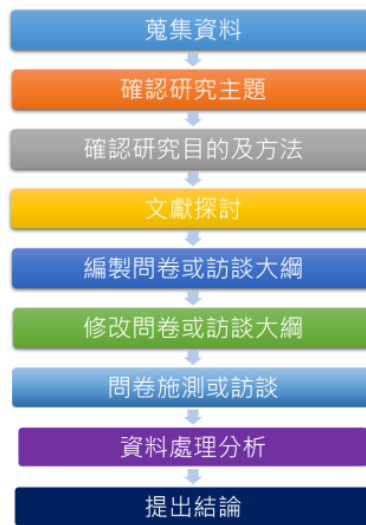 蒐集資料
確認研究主題
確認研究目的及方法
文獻探討
編製問卷或訪談大綱
修改問卷或訪談大綱
問卷施測或訪談
資料處理分析
提出結論